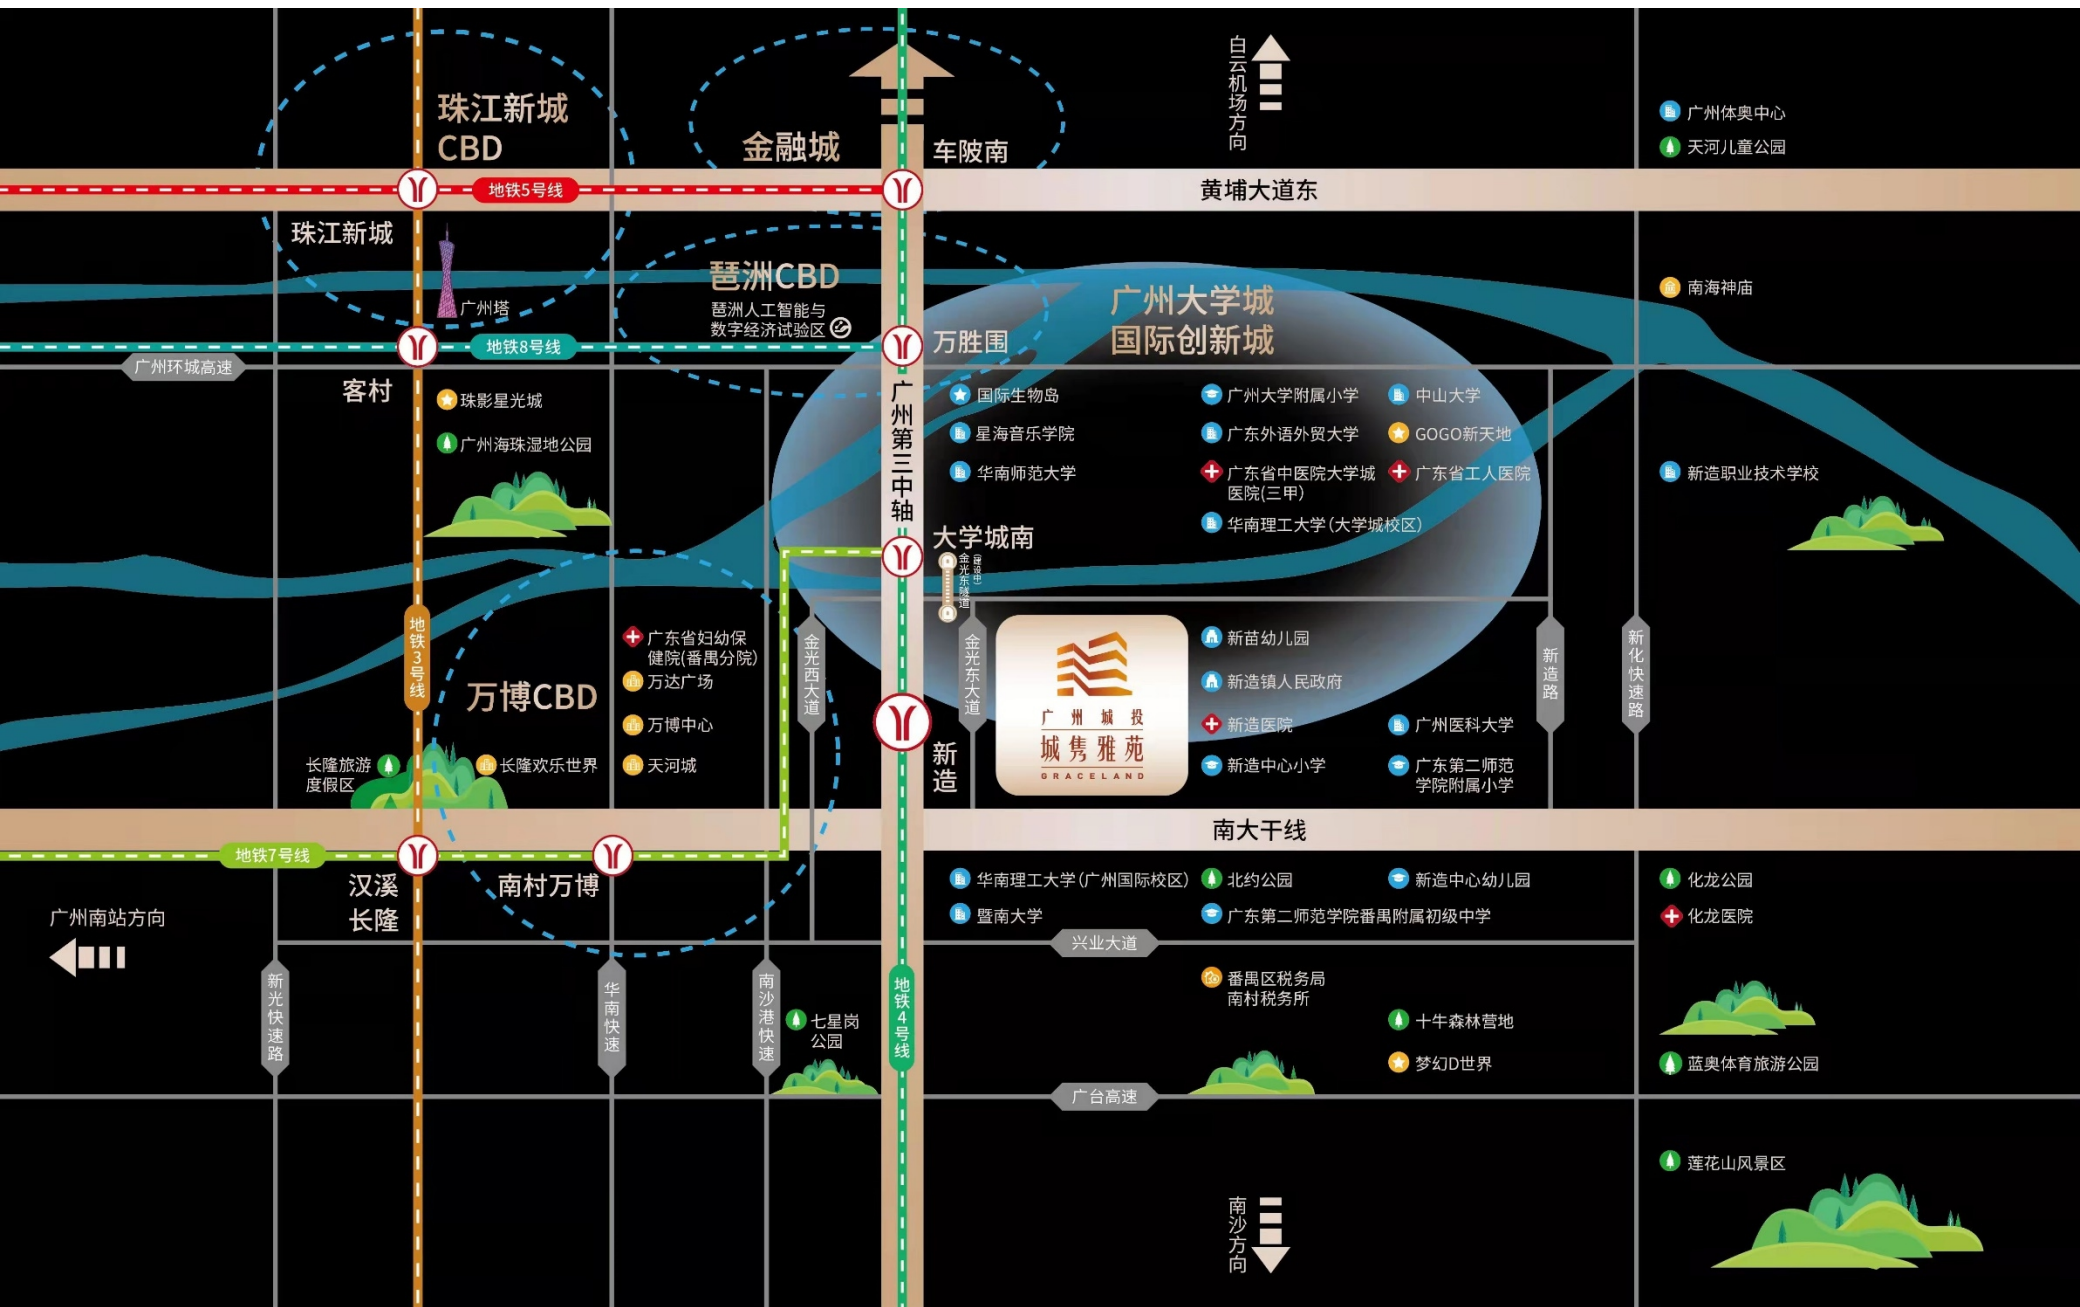 白云机场方向
珠江新城
CBD
金融城
车陂南
广州体奥中心
天河儿童公园
地铁5号线
黄埔大道东
珠江新城
广州塔
琶洲CBD
琶洲人工智能与
数字经济试验区
广州大学城
国际创新城
南海神庙
地铁8号线
万胜围
广州环城高速
客村
珠影星光城
广州海珠湿地公园
广州第三中轴
国际生物岛
星海音乐学院
华南师范大学
广州大学附属小学
中山大学
广东外语外贸大学
GOGO新天地
广东省中医院大学城
医院(三甲)
广东省工人医院
华南理工大学(大学城校区)
新造职业技术学校
大学城南
金光东隧道
(建设中)
地铁3号线
万博CBD
广东省妇幼保
健院(番禺分院)
万达广场
万博中心
天河城
长隆旅游
度假区
长隆欢乐世界
金光西大道
金光东大道
新造
广州城投
城隽雅苑
GRACELAND
新苗幼儿园
新造镇人民政府
新造医院
广州医科大学
新造中心小学
广东第二师范
学院附属小学
新造路
新化快速路
南大干线
地铁7号线
汉溪
长隆
南村万博
广州南站方向
华南理工大学(广州国际校区)
北约公园
新造中心幼儿园
暨南大学
广东第二师范学院番禺附属初级中学
化龙公园
化龙医院
兴业大道
新光快速路
华南快速
南沙港快速
地铁4号线
七星岗
公园
番禺区税务局
南村税务所
十牛森林营地
梦幻D世界
蓝奥体育旅游公园
广台高速
莲花山风景区
南沙方向